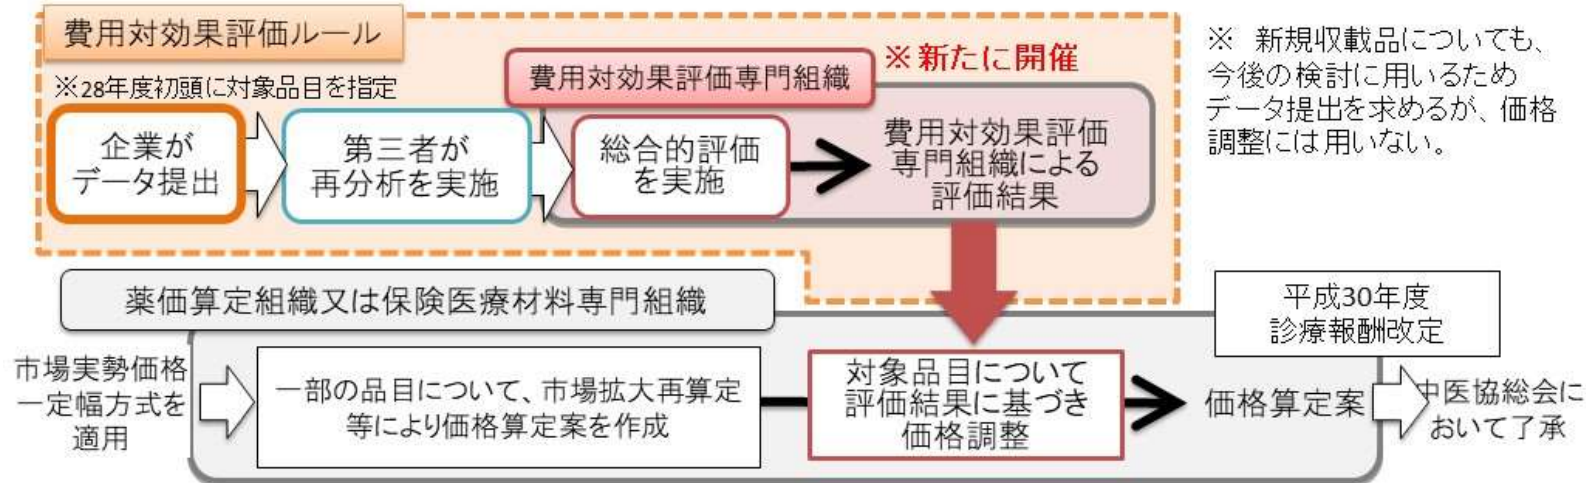 費用対効果評価ルール
※28年度初頭に対象品目を指定
企業が
データ提出
第三者が
再分析を実施
費用対効果評価専門組織
※新たに開催
総合的評価
を実施
費用対効果評価
専門組織による
評価結果
※　新規収載品についても、
今後の検討に用いるため
データ提出を求めるが、価格
調整には用いない。
薬価算定組織又は保険医療材料専門組織
市場実勢価格
一定幅方式を
適用
一部の品目について、市場拡大再算定
等により価格算定案を作成
対象品目について
評価結果に基づき
価格調整
価格算定案
平成30年度
診療報酬改定
中医協総会に
おいて了承